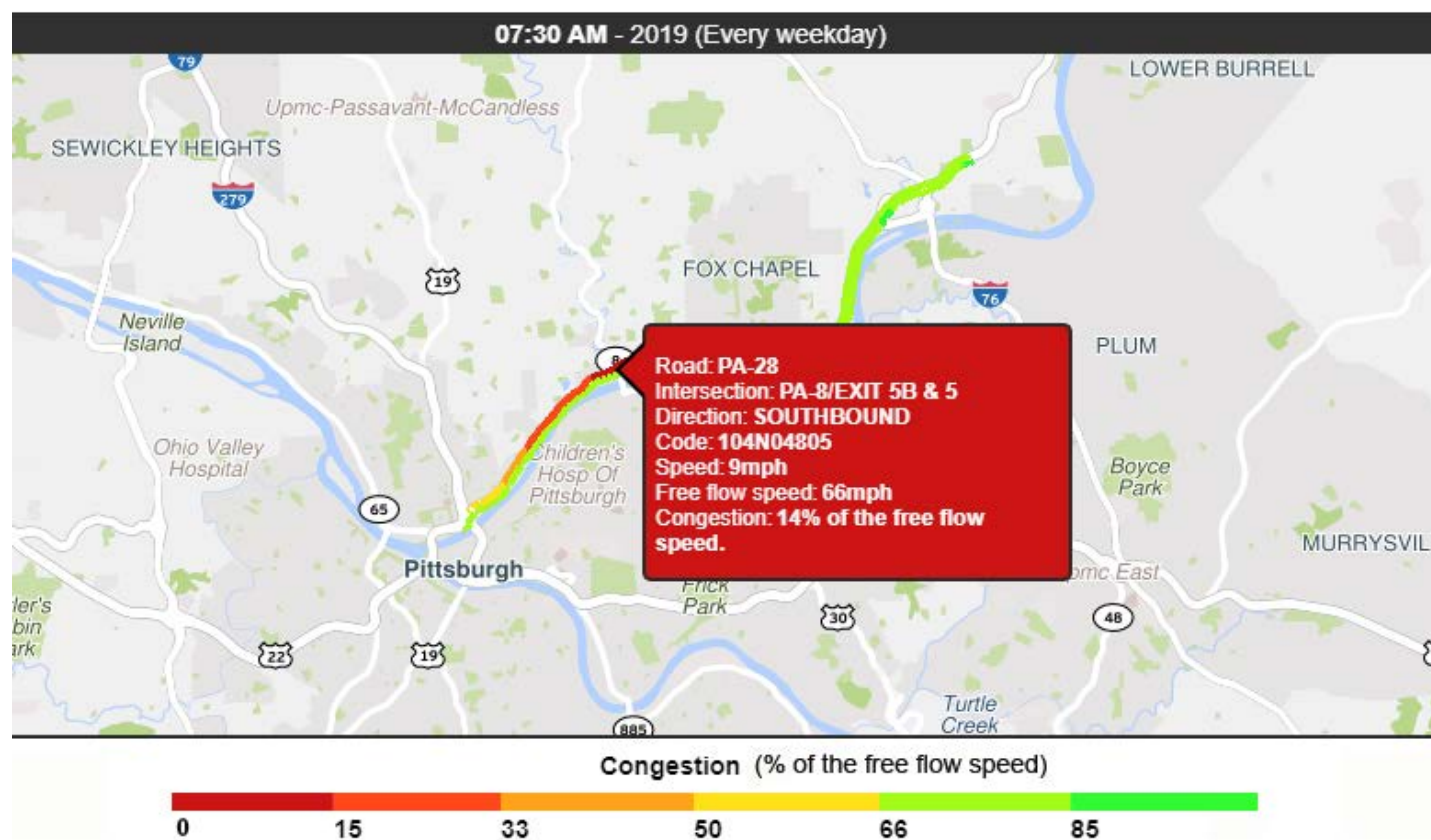 07:30 AM - 2019 (Every weekday)
79
LOWER BURRELL
Upmc-Passavant-McCandless
SEWICKLEY HEIGHTS
279
FOX CHAPEL
19
76
Neville
Island
PLUM
8
Road: PA-28
Intersection: PA-8/EXIT 5B & 5
Direction: SOUTHBOUND
Code: 104N04805
Speed: 9mph
Free flow speed: 66mph
Congestion: 14% of the free flow
speed.
Ohio Valley
Hospital
Children's
Hosp Of
Pittsburgh
Boyce
Park
65
MURRYSVIL
Pittsburgh
pmc East
Frick
Park
ler's
bin
ark
30
48
22
19
Turtle
Creek
885
Congestion (% of the free flow speed)
0 15 33 50 66 85